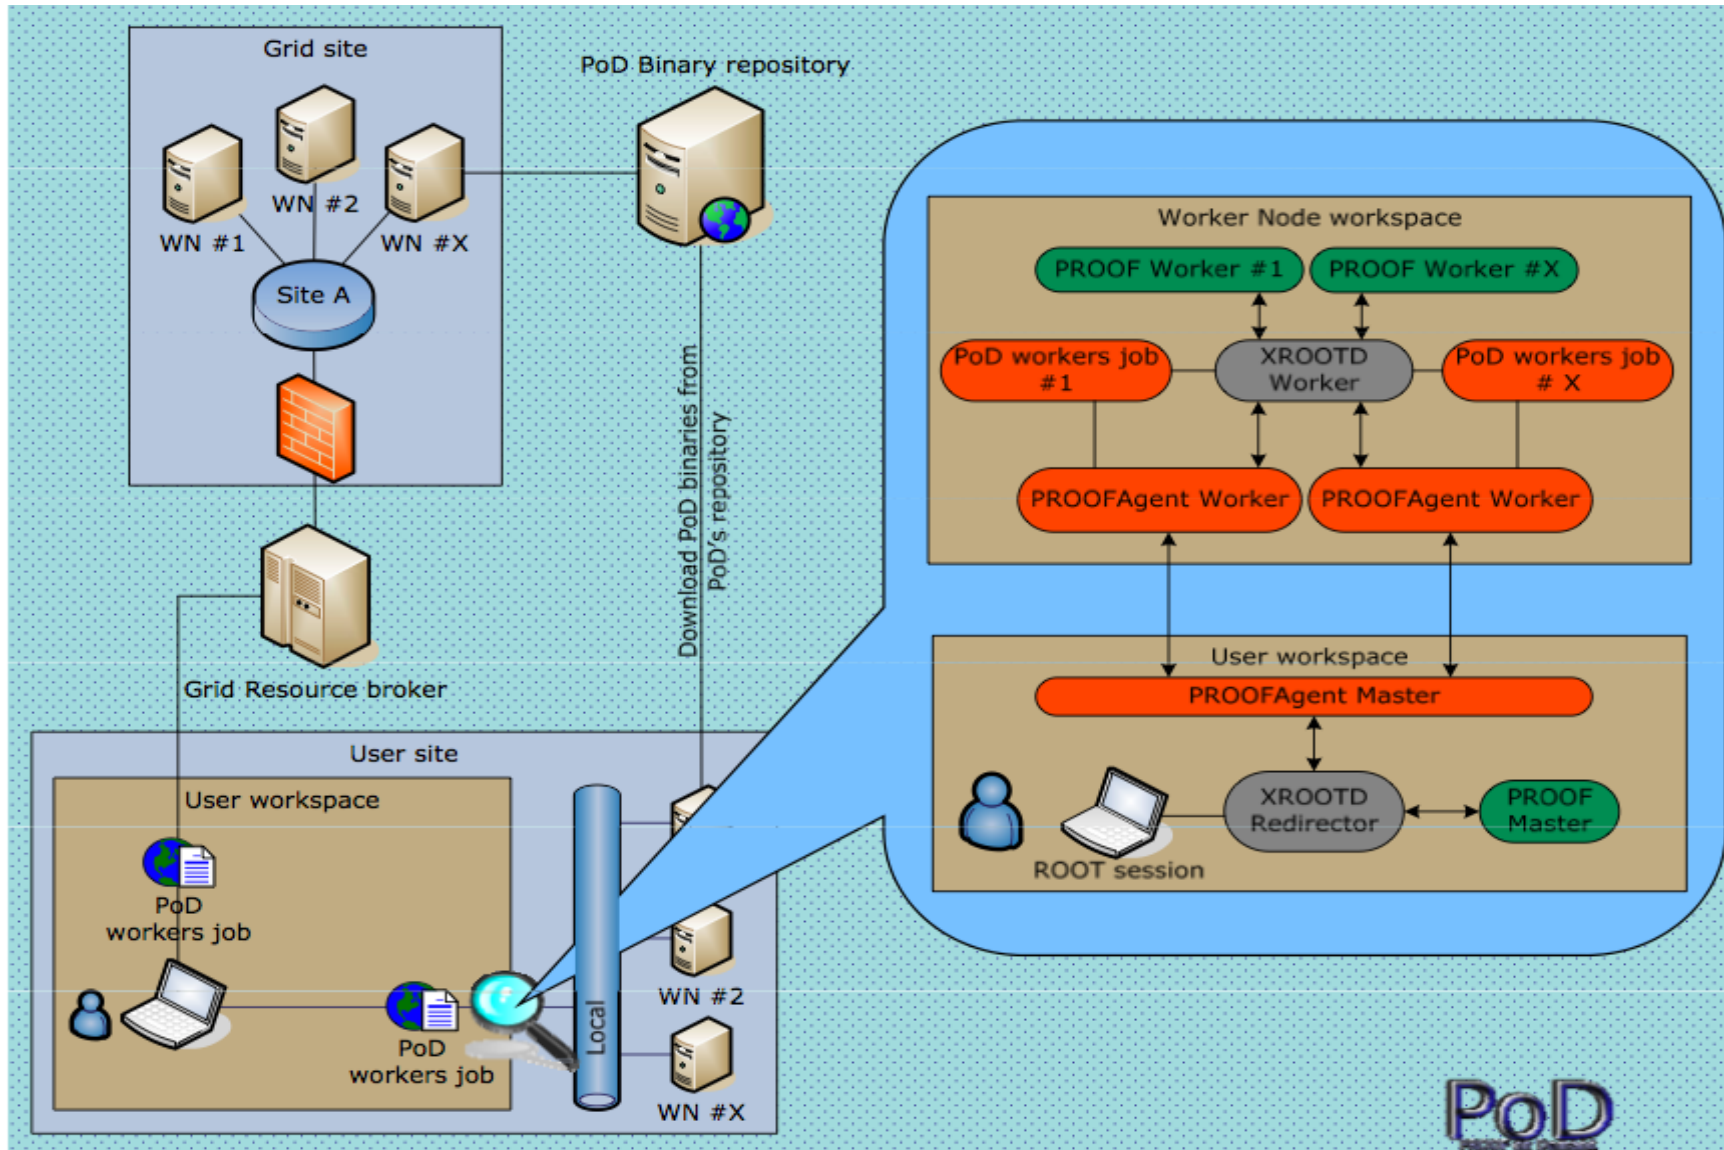 Grid site
WN #1
WN #2
WN #X
Site A
PoD Binary repository
Download PoD binaries from
PoD's repository
Grid Resource broker
User site
User workspace
PoD
workers job
PoD
workers job
Local
WN #2
WN #X
Worker Node workspace
PROOF Worker #1
PROOF Worker #X
PoD workers job
#1
XROOTD
Worker
PoD workers job
# X
PROOFAgent Worker
PROOFAgent Worker
User workspace
PROOFAgent Master
XROOTD
Redirector
PROOF
Master
ROOT session
PoD